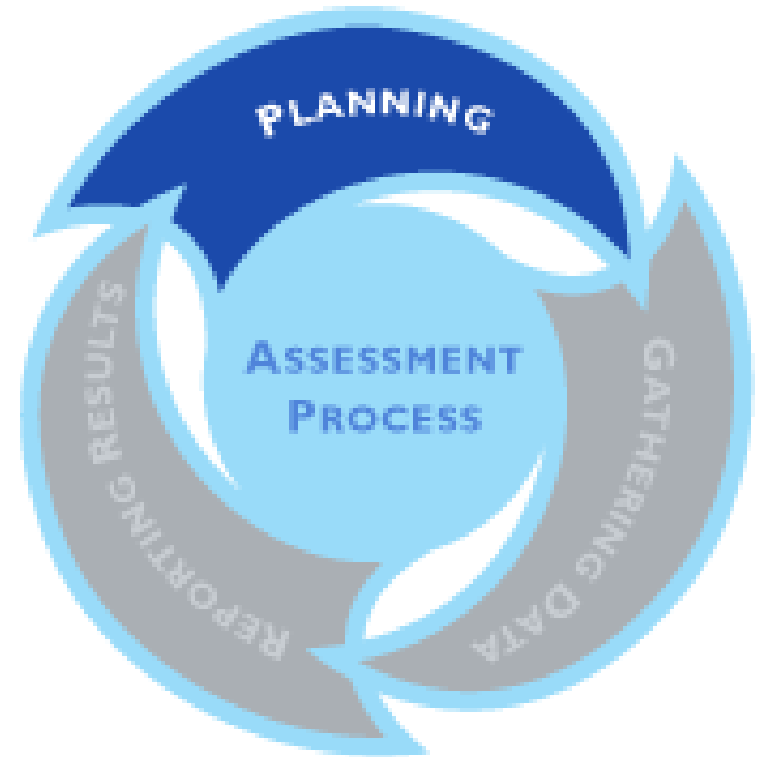 PLANNING
GATHERING DATA
REPORTING RESULTS
ASSESSMENT
PROCESS